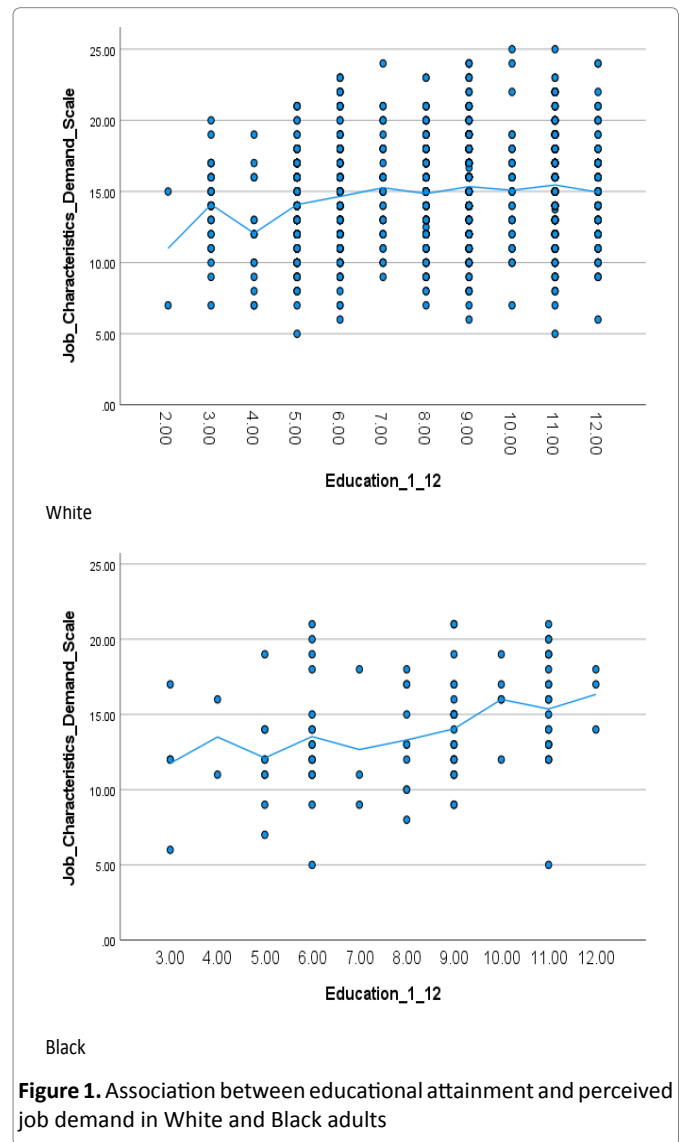 25.00
20.00
15.00
10.00
5.00
.00
Job_Characteristics_Demand_Scale
2.00 3.00 4.00 5.00 6.00 7.00 8.00 9.00 10.00 11.00 12.00
Education_1_12
White
25.00
20.00
15.00
10.00
5.00
.00
Job_Characteristics_Demand_Scale
3.00 4.00 5.00 6.00 7.00 8.00 9.00 10.00 11.00 12.00
Education_1_12
Black
Figure 1. Association between educational attainment and perceived
job demand in White and Black adults